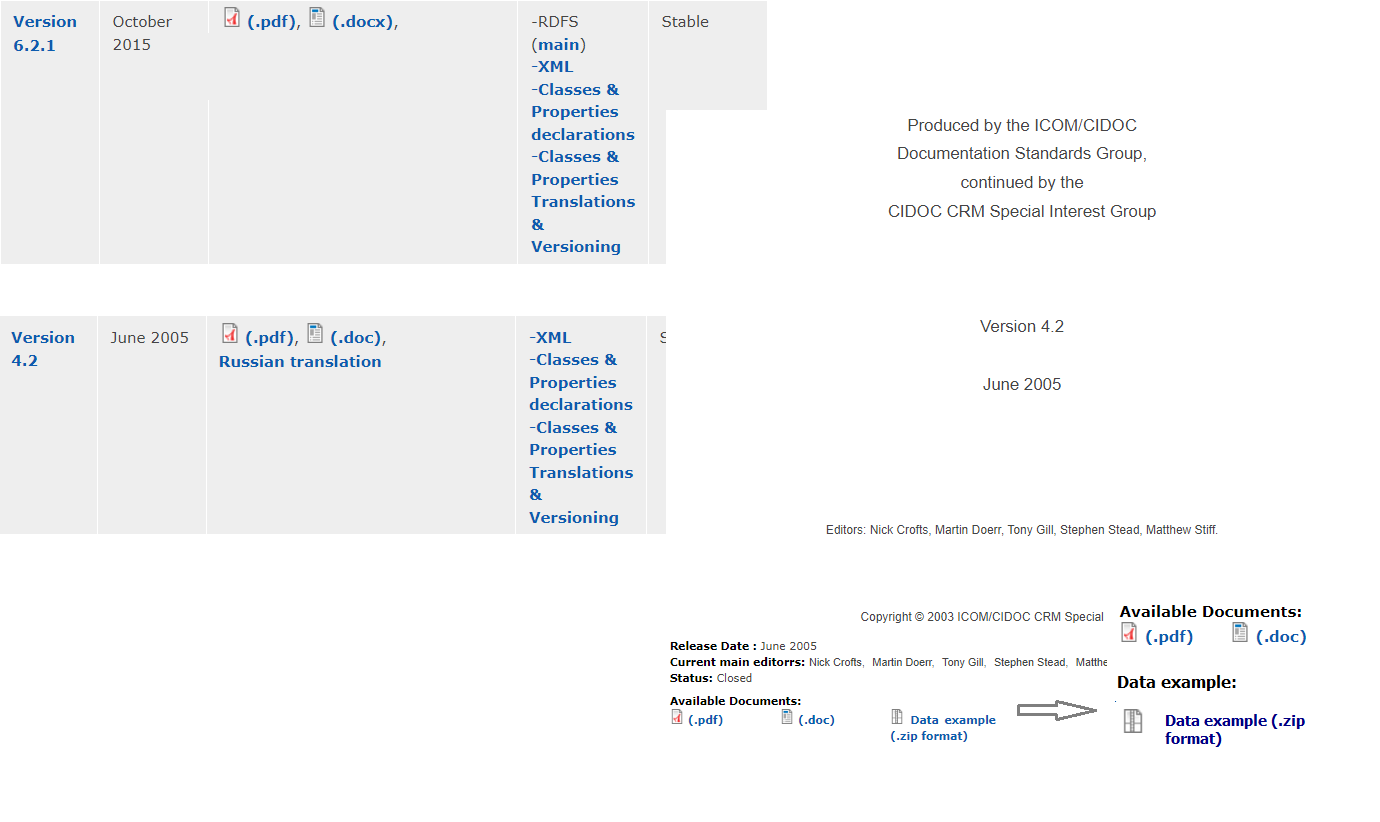 Version
6.2.1
October
2015
(.pdf), (.docx),
-RDFS
(main)
-XML
-Classes &
Properties
declarations
-Classes &
Properties
Translations
&
Versioning
Stable
Version
4.2
June 2005
(.pdf), (.doc),
Russian translation
-XML
-Classes &
Properties
declarations
-Classes &
Properties
Translations
&
Versioning
Produced by the ICOM/CIDOC
Documentation Standards Group,
continued by the
CIDOC CRM Special Interest Group
Version 4.2
June 2005
Editors: Nick Crofts, Martin Doerr, Tony Gill, Stephen Stead, Matthew Stiff.
Copyright © 2003 ICOM/CIDOC CRM Special
Release Date : June 2005
Current main editorrs: Nick Crofts, Martin Doerr, Tony Gill, Stephen Stead, Matthe
Status: Closed
Available Documents:
(.pdf) (.doc) Data example
(.zip format)
Available Documents:
(.pdf) (.doc)
Data example:
Data example (.zip
format)